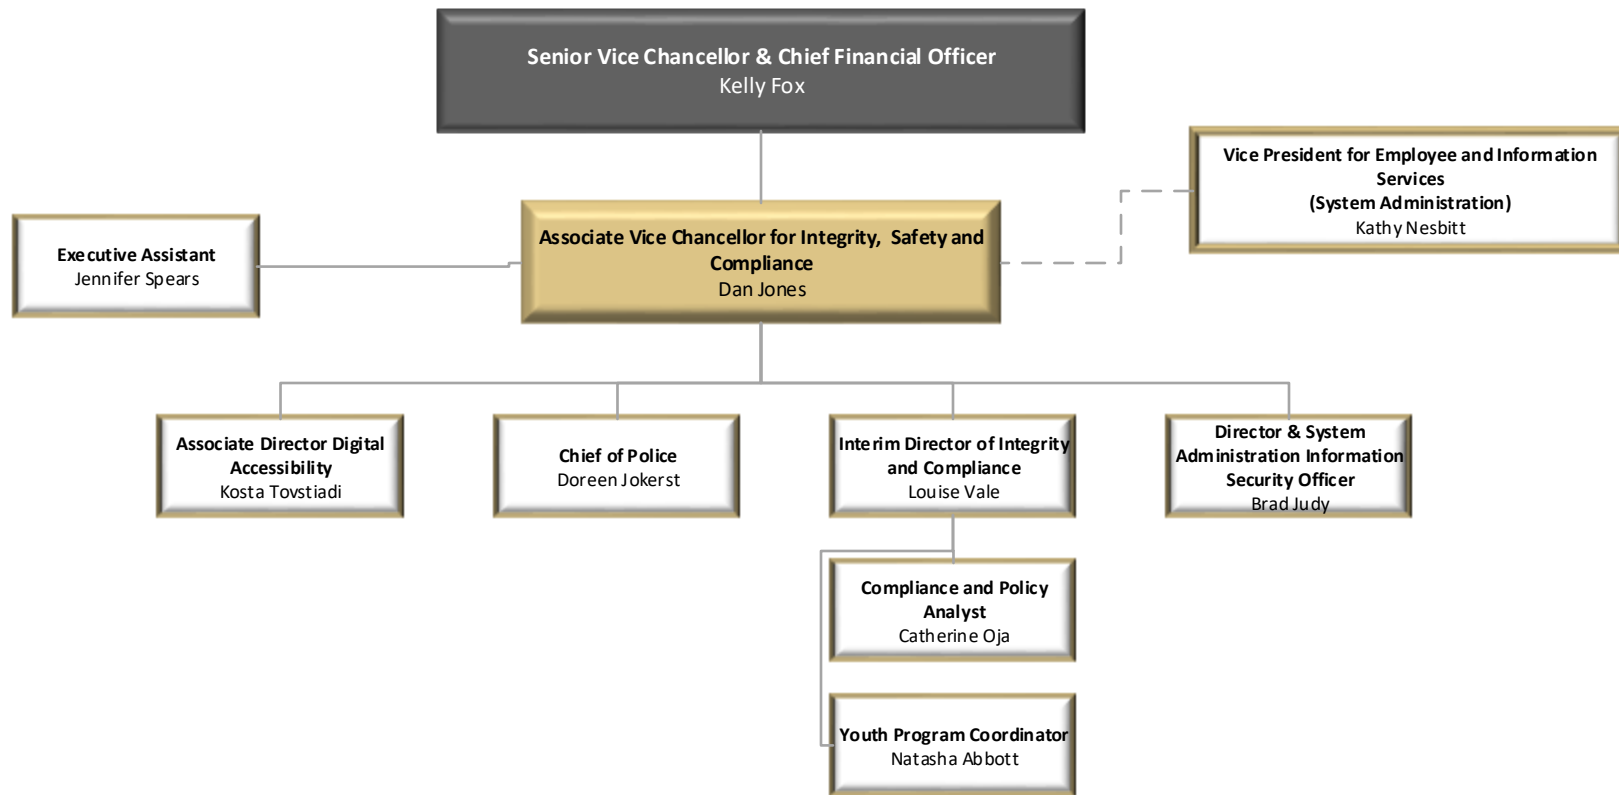 Senior Vice Chancellor & Chief Financial Officer
Kelly Fox
Vice President for Employee and Information
Services
(System Administration)
Kathy Nesbitt
Executive Assistant
Jennifer Spears
Associate Vice Chancellor for Integrity, Safety and
Compliance
Dan Jones
Associate Director Digital
Accessibility
Kosta Tovstiadi
Chief of Police
Doreen Jokerst
Interim Director of Integrity
and Compliance
Louise Vale
Director & System
Administration Information
Security Officer
Brad Judy
Compliance and Policy
Analyst
Catherine Oja
Youth Program Coordinator
Natasha Abbott